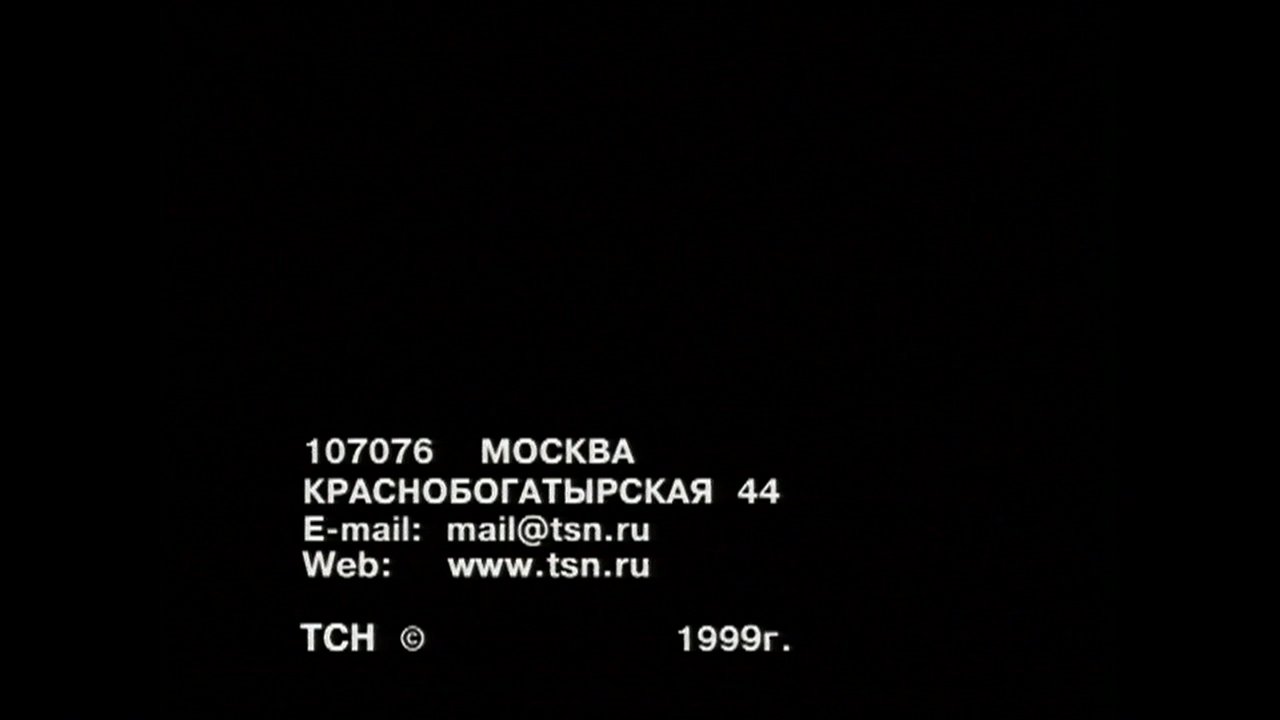 107076 МОСКВА
КРАСНОБОГАТЫРСКАЯ 44
E-mail: mail@tsn.ru
Web: www.tsn.ru
ТСН © 1999г.